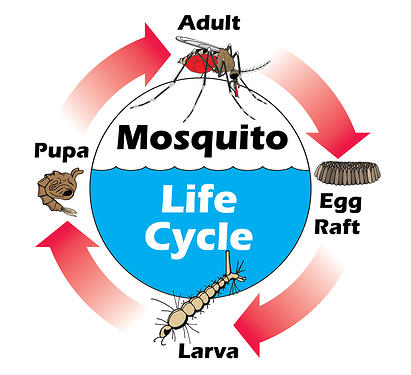 Adult
Mosquito
Life
Cycle
Egg
Raft
Larva
Pupa